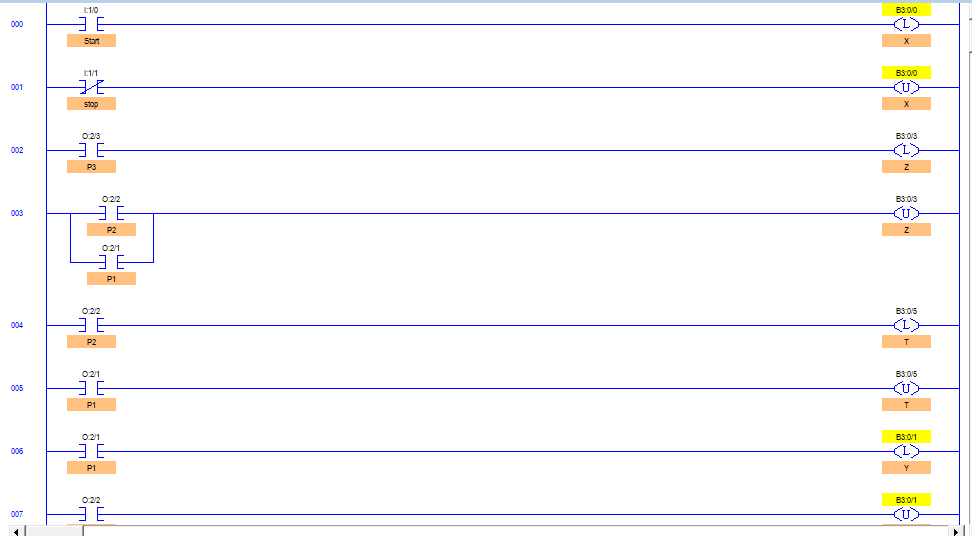 I:1/0 B3:0/0
000 L
Start X
I:1/1 B3:0/0
001 U
stop X
O:2/3 B3:0/3
002 L
P3 Z
O:2/2 B3:0/3
003 U
P2 Z
O:2/1
P1
O:2/2 B3:0/5
004 L
P2 T
O:2/1 B3:0/5
005 U
P1 T
O:2/1 B3:0/1
006 L
P1 Y
O:2/2 B3:0/1
007 U